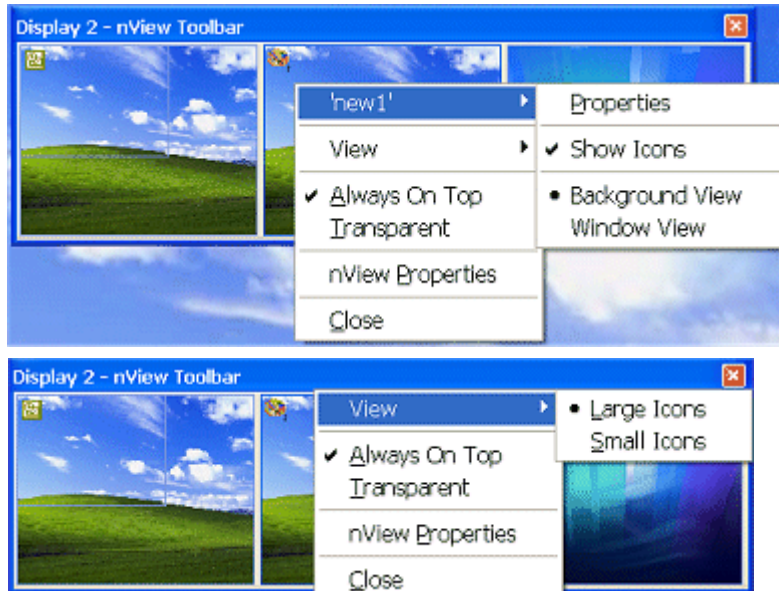 Display 2 - nView Toolbar
'new1'
Properties
View
Show Icons
Always On Top
Background View
Transparent
Window View
nView Properties
Close
Display 2 - nView Toolbar
View
Large Icons
Small Icons
Always On Top
Transparent
nView Properties
Close